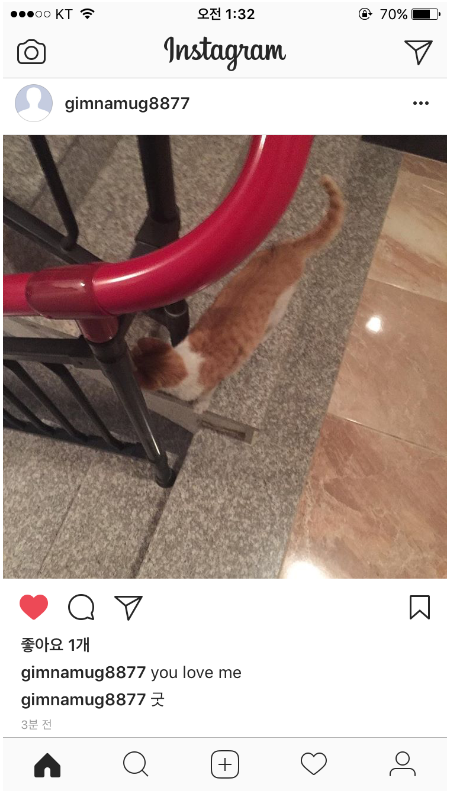 KT 오전 1:32 70%
Instagram
gimnamug8877
좋아요 1개
gimnamug8877 you love me
gimnamug8877 굿
3분 전